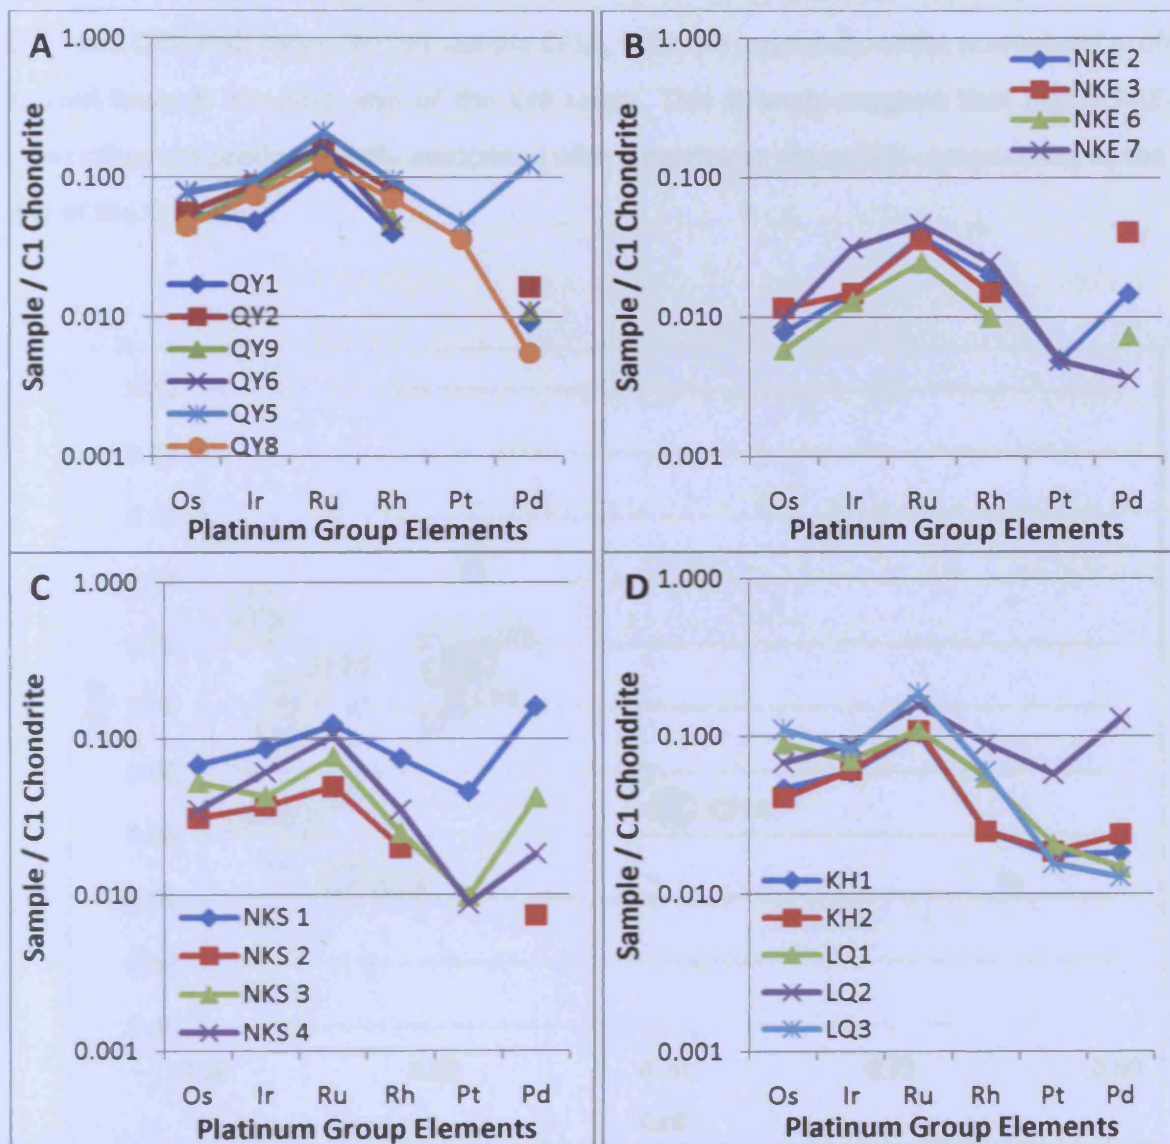 A
1.000
0.100
0.010
0.001
Sample / C1 Chondrite
QY1
QY2
QY9
QY6
QY5
QY8
Os Ir Ru Rh Pt Pd
Platinum Group Elements
B
1.000
0.100
0.010
0.001
Sample / C1 Chondrite
NKE 2
NKE 3
NKE 6
NKE 7
Os Ir Ru Rh Pt Pd
Platinum Group Elements
C
1.000
0.100
0.010
0.001
Sample / C1 Chondrite
NKS 1
NKS 2
NKS 3
NKS 4
Os Ir Ru Rh Pt Pd
Platinum Group Elements
D
1.000
0.100
0.010
0.001
Sample / C1 Chondrite
KH1
KH2
LQ1
LQ2
LQ3
Os Ir Ru Rh Pt Pd
Platinum Group Elements